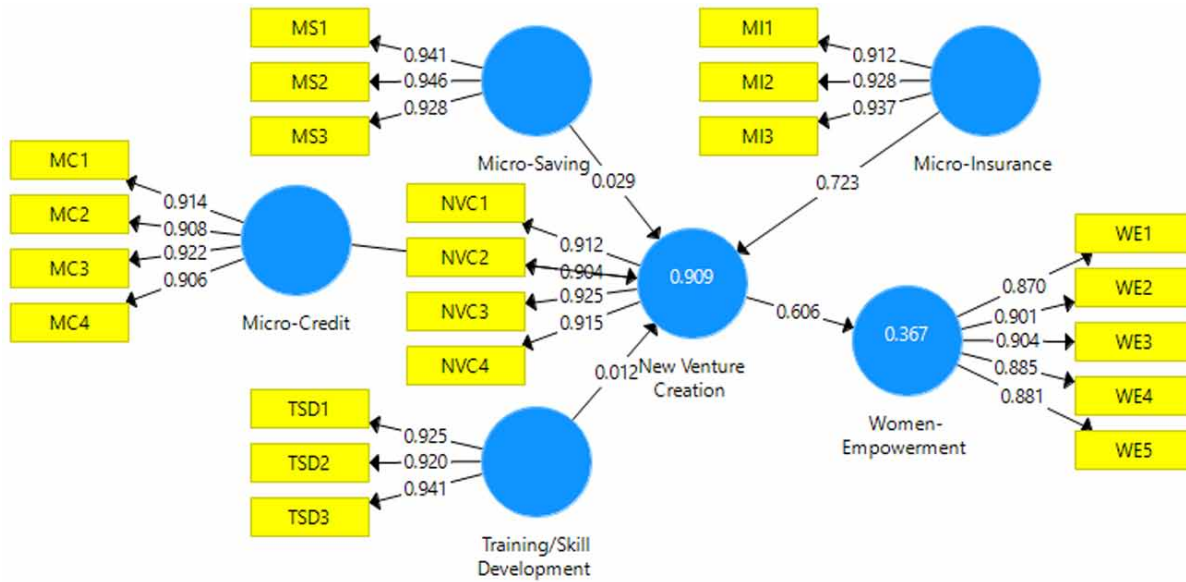 MS1
0.941
MS2
0.946
MS3
0.928
Micro-Saving
0.029
MI1
0.912
MI2
0.928
MI3
0.937
Micro-Insurance
0.723
MC1
0.914
MC2
0.908
MC3
0.922
MC4
0.906
Micro-Credit
NVC1
0.912
NVC2
0.904
NVC3
0.925
NVC4
0.915
0.909
New Venture
Creation
0.606
0.367
Women-
Empowerment
WE1
0.870
WE2
0.901
WE3
0.904
WE4
0.885
WE5
0.881
TSD1
0.925
TSD2
0.920
TSD3
0.941
0.012
Training/Skill
Development